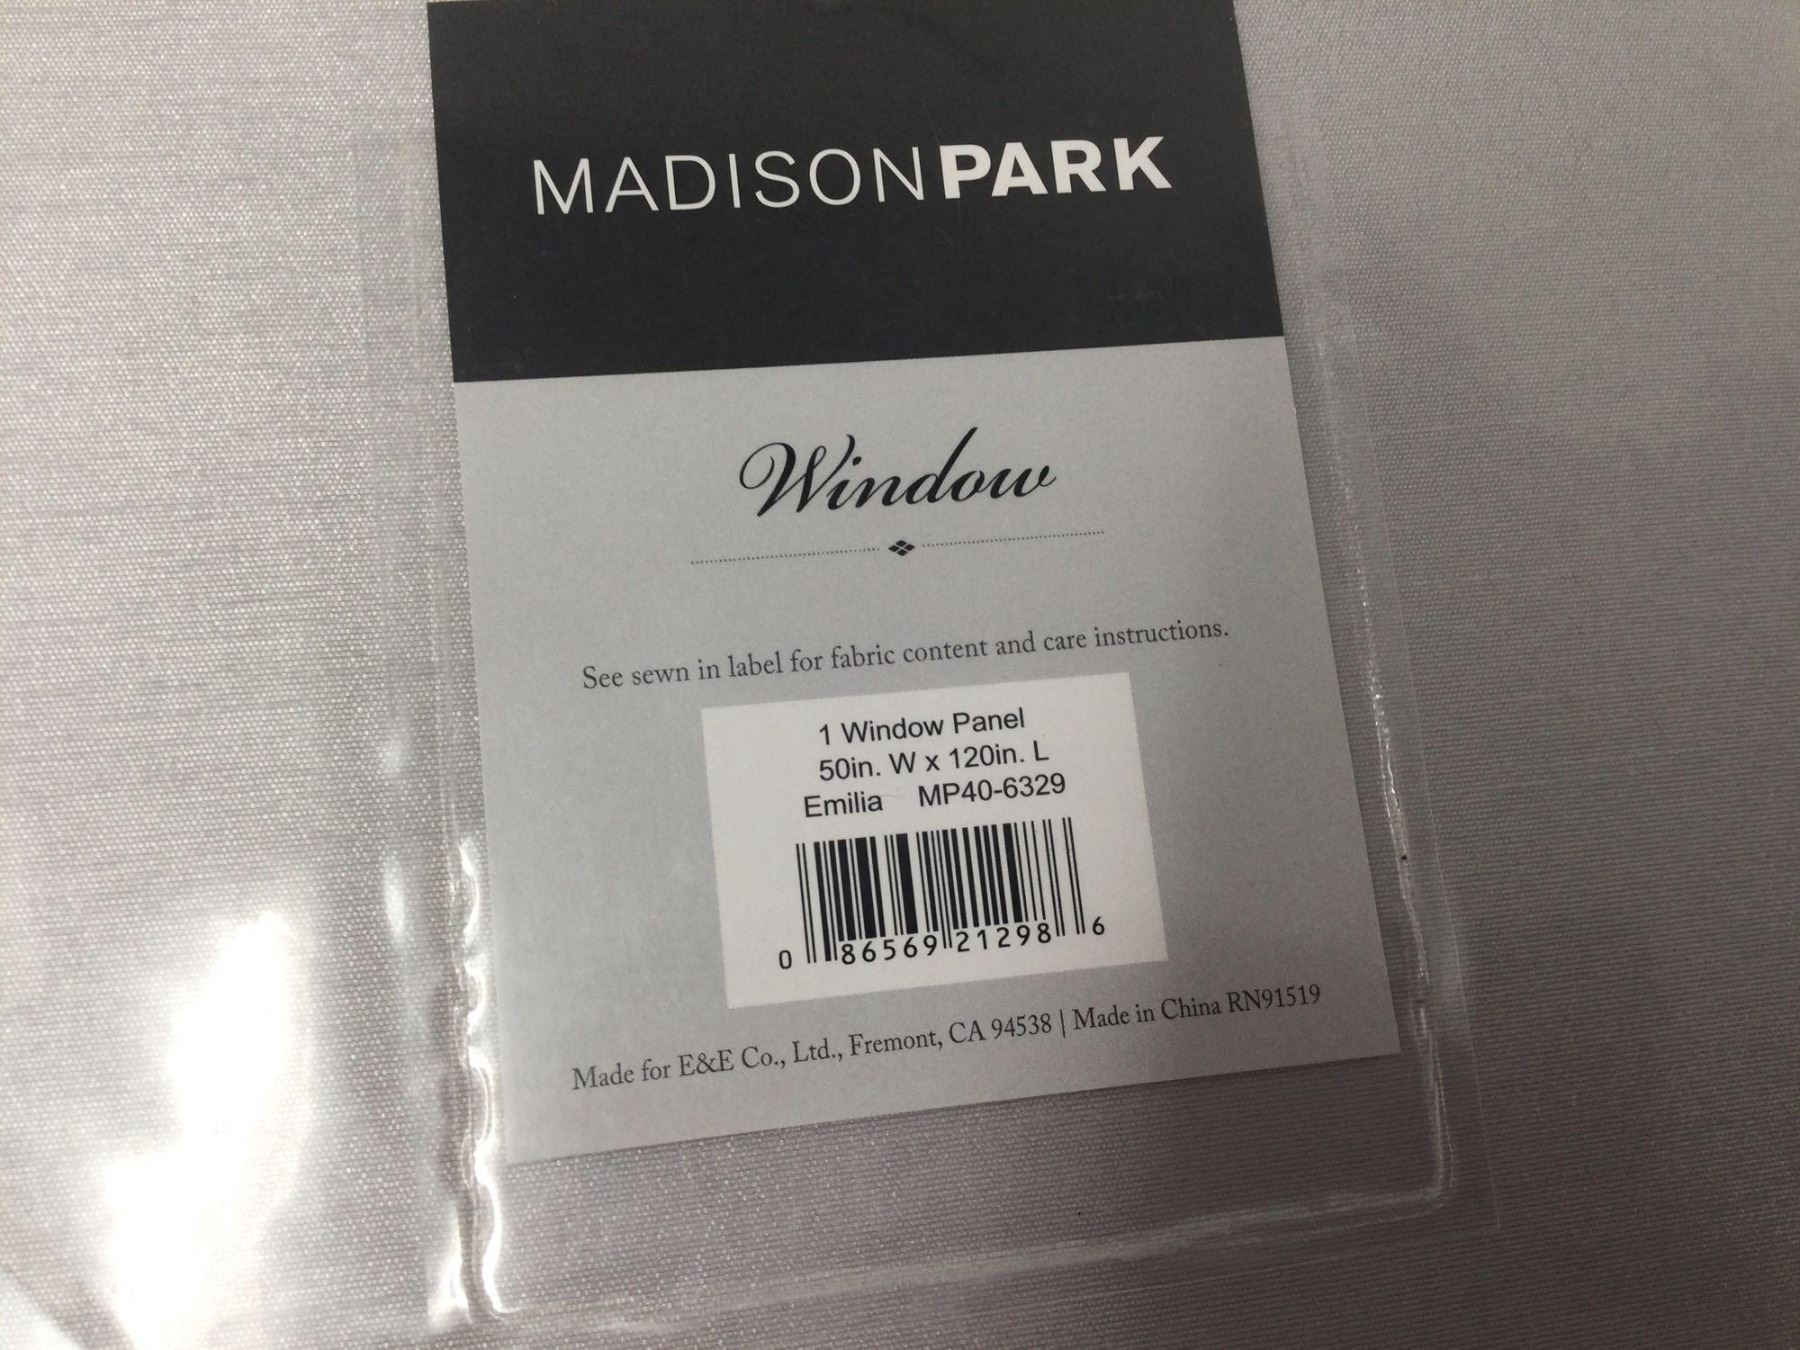 MADISONPARK
Window
See sewn in label for fabric content and care instructions.
1 Window Panel
50in. W x 120in. L
Emilia MP40-6329
0 86569 21298 6
Made for E&E Co., Ltd., Fremont, CA 94538 | Made in China RN91519